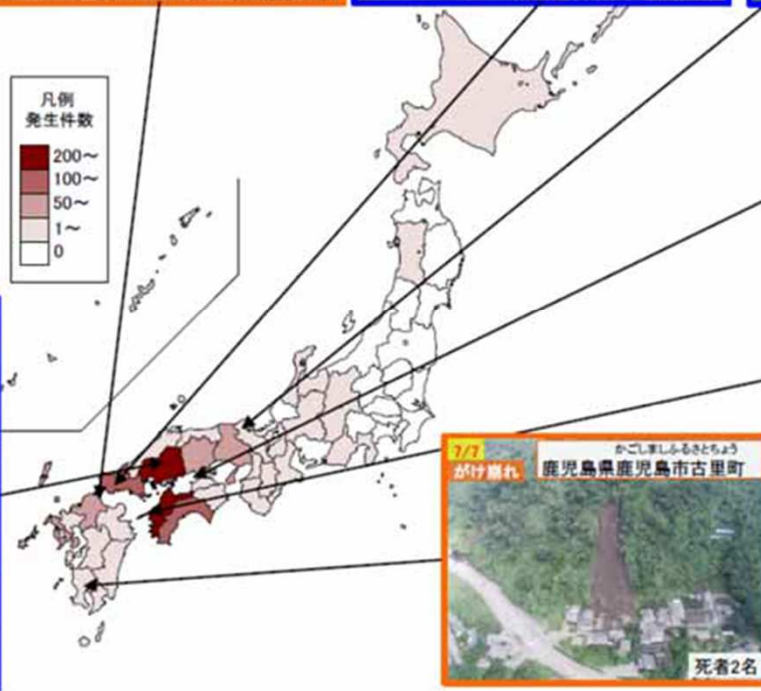 凡例
発生件数
200～
100～
50～
1～
0
7/7
がけ崩れ
かごしましふるさとちょう
鹿児島県鹿児島市古里町
死者2名